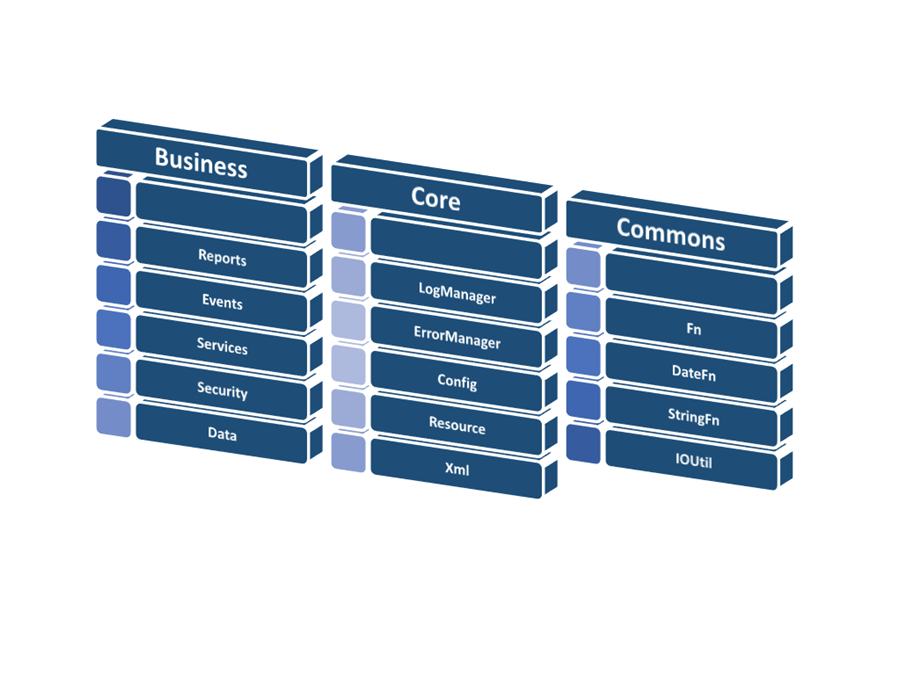 Business
Reports
Events
Services
Security
Data
Core
LogManager
ErrorManager
Config
Resource
Xml
Commons
Fn
DateFn
StringFn
IOUtil